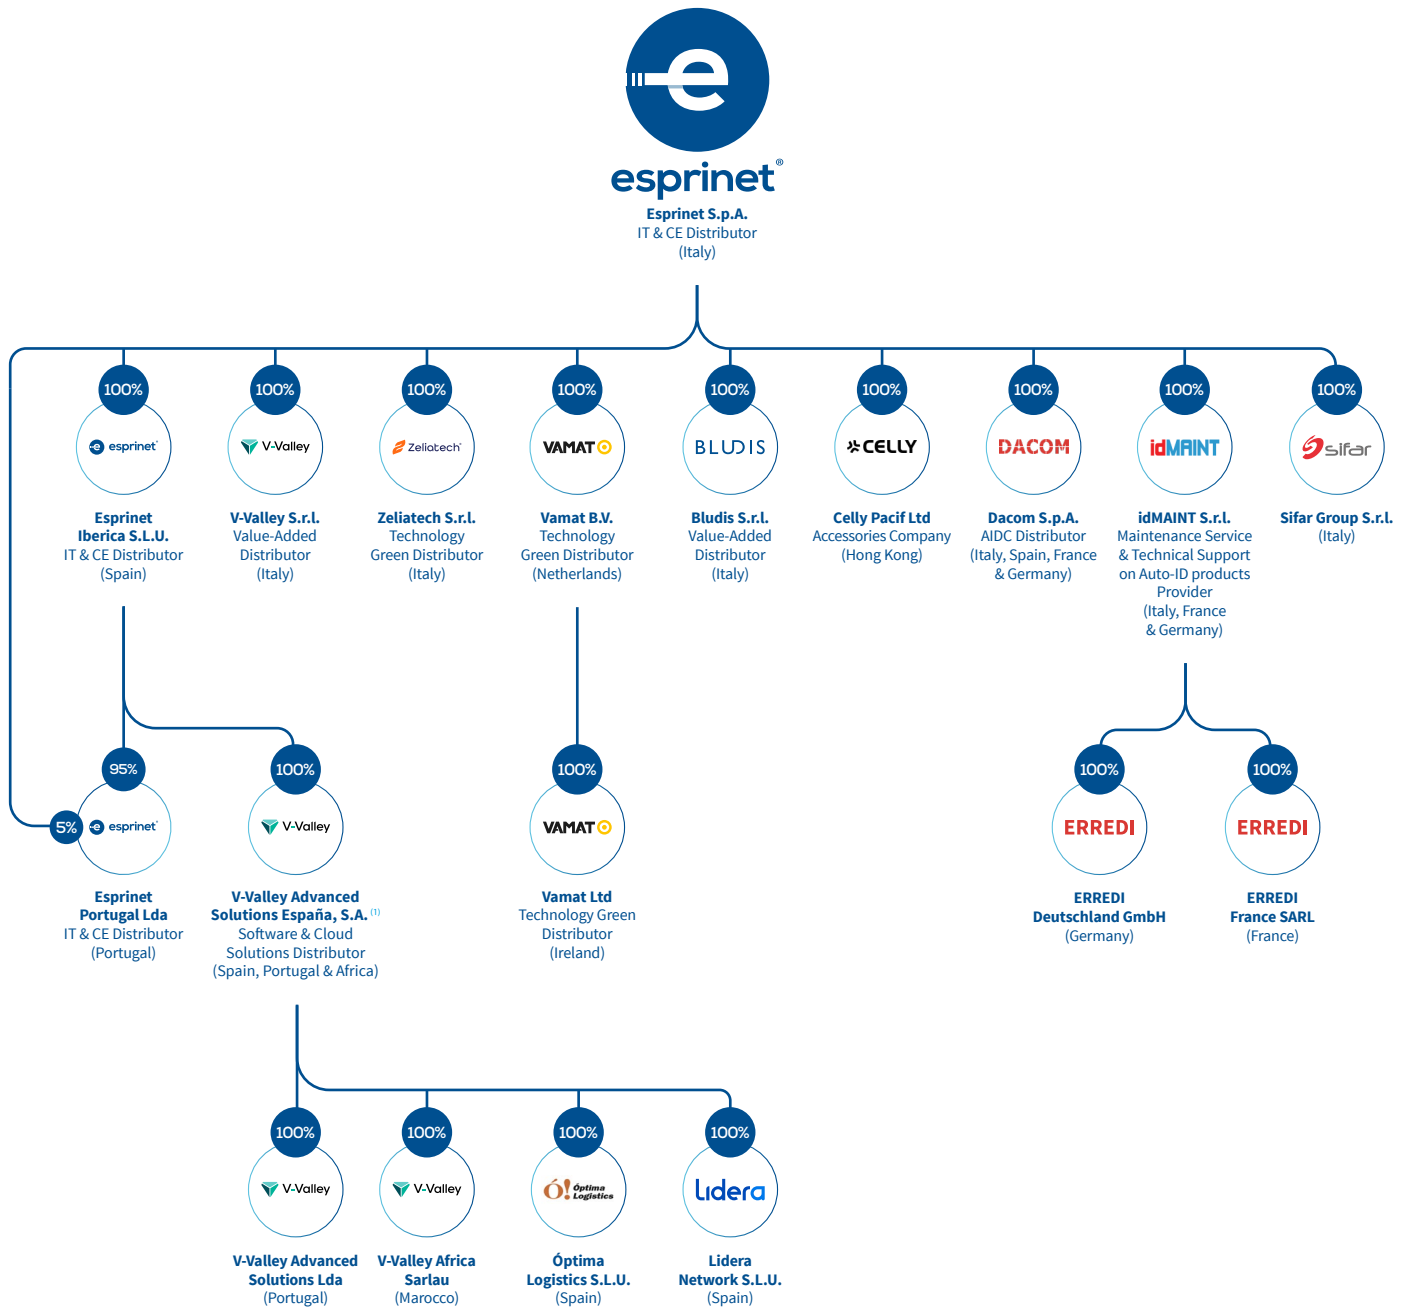 esprinet®
Esprinet S.p.A.
IT & CE Distributor
(Italy)
100%
100%
100%
100%
100%
100%
100%
100%
100%
esprinet®
V-Valley
Zeliatech®
VAMAT
BLUDIS
CELLY
DACOM
idMAINT
sifar
Esprinet
Iberica S.L.U.
IT & CE Distributor
(Spain)
V-Valley S.r.l.
Value-Added
Distributor
(Italy)
Zeliatech S.r.l.
Technology
Green Distributor
(Italy)
Vamat B.V.
Technology
Green Distributor
(Netherlands)
Bludis S.r.l.
Value-Added
Distributor
(Italy)
Celly Pacif Ltd
Accessories Company
(Hong Kong)
Dacom S.p.A.
AIDC Distributor
(Italy, Spain, France
& Germany)
idMAINT S.r.l.
Maintenance Service
& Technical Support
on Auto-ID products
Provider
(Italy, France
& Germany)
Sifar Group S.r.l.
(Italy)
95%
100%
100%
100%
100%
5%
esprinet®
V-Valley
VAMAT
ERREDI
ERREDI
Esprinet
Portugal Lda
IT & CE Distributor
(Portugal)
V-Valley Advanced
Solutions España, S.A. (1)
Software & Cloud
Solutions Distributor
(Spain, Portugal & Africa)
Vamat Ltd
Technology Green
Distributor
(Ireland)
ERREDI
Deutschland GmbH
(Germany)
ERREDI
France SARL
(France)
100%
100%
100%
100%
V-Valley
V-Valley
Ó! Óptima
Logistics
Lidera
V-Valley Advanced
Solutions Lda
(Portugal)
V-Valley Africa
Sarlau
(Marocco)
Óptima
Logistics S.L.U.
(Spain)
Lidera
Network S.L.U.
(Spain)